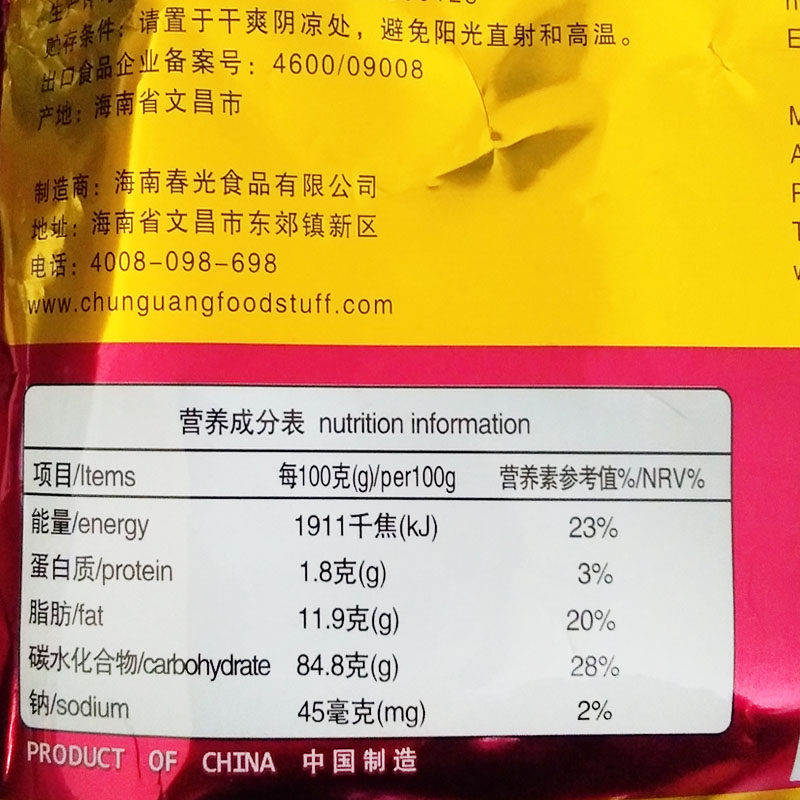 贮存条件：请置于干爽阴凉处，避免阳光直射和高温。
出口食品企业备案号：4600/09008
产地：海南省文昌市
制造商：海南春光食品有限公司
地址：海南省文昌市东郊镇新区
电话：4008-098-698
www.chunguangfoodstuff.com
营养成分表 nutrition information
项目/Items 每100克(g)/per100g 营养素参考值%/NRV%
能量/energy 1911千焦(kJ) 23%
蛋白质/protein 1.8克(g) 3%
脂肪/fat 11.9克(g) 20%
碳水化合物/carbohydrate 84.8克(g) 28%
钠/sodium 45毫克(mg) 2%
PRODUCT OF CHINA 中国制造